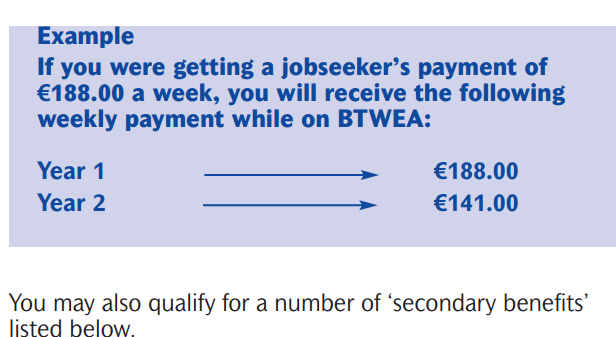 Example
If you were getting a jobseeker's payment of
€188.00 a week, you will receive the following
weekly payment while on BTWEA:
Year 1 €188.00
Year 2 €141.00
You may also qualify for a number of 'secondary benefits'
listed below.